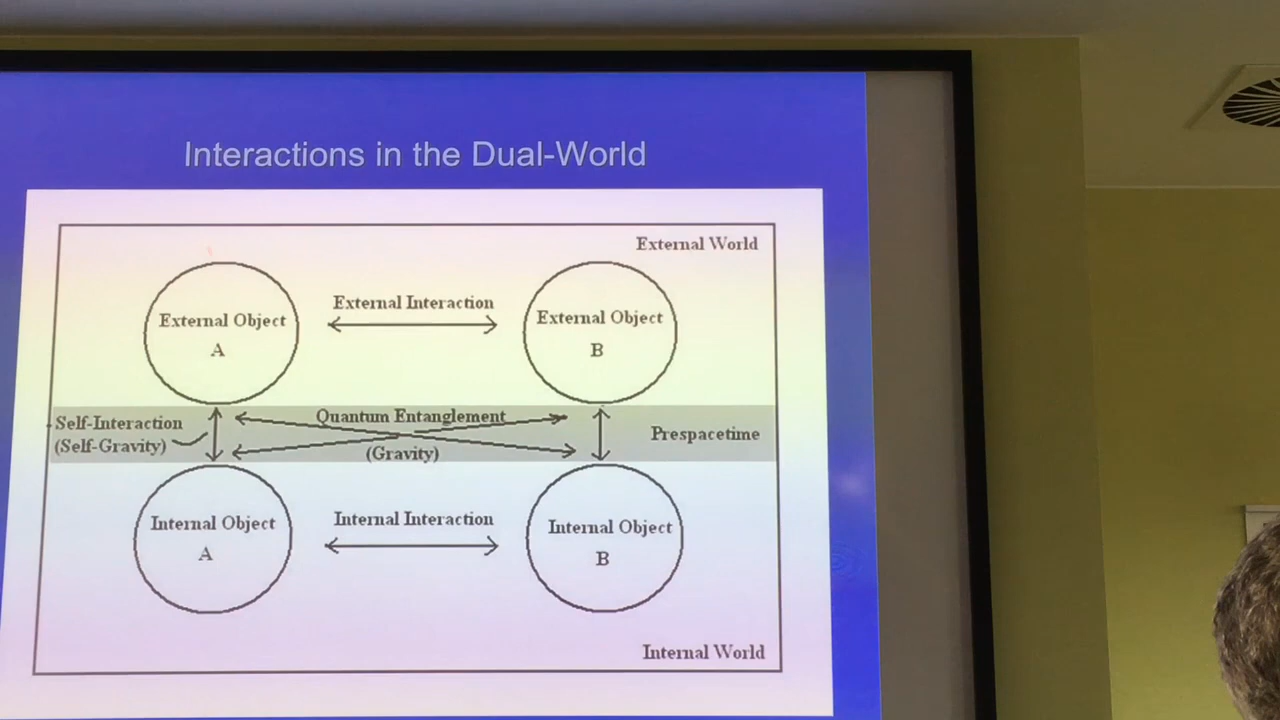 Interactions in the Dual-World
External World
External Object
A
External Interaction
External Object
B
Self-Interaction
(Self-Gravity)
Quantum Entanglement
(Gravity)
Prespacetime
Internal Object
A
Internal Interaction
Internal Object
B
Internal World